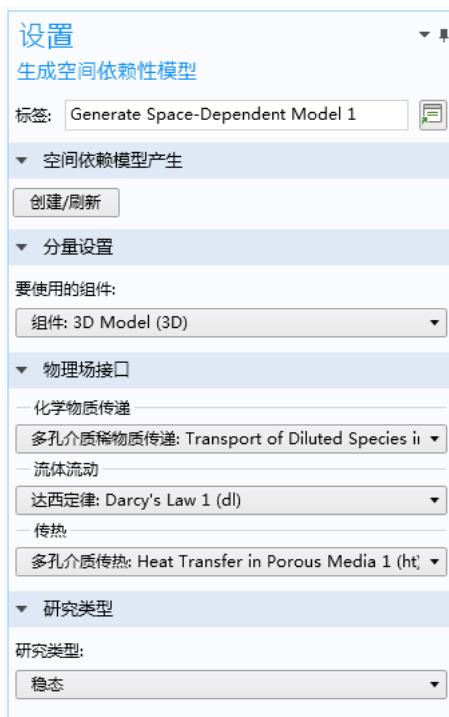 设置
生成空间依赖性模型
标签: Generate Space-Dependent Model 1
空间依赖模型产生
创建/刷新
分量设置
要使用的组件:
组件: 3D Model (3D)
物理场接口
化学物质传递
多孔介质稀物质传递: Transport of Diluted Species i
流体流动
达西定律: Darcy's Law 1 (dl)
传热
多孔介质传热: Heat Transfer in Porous Media 1 (ht)
研究类型
研究类型:
稳态